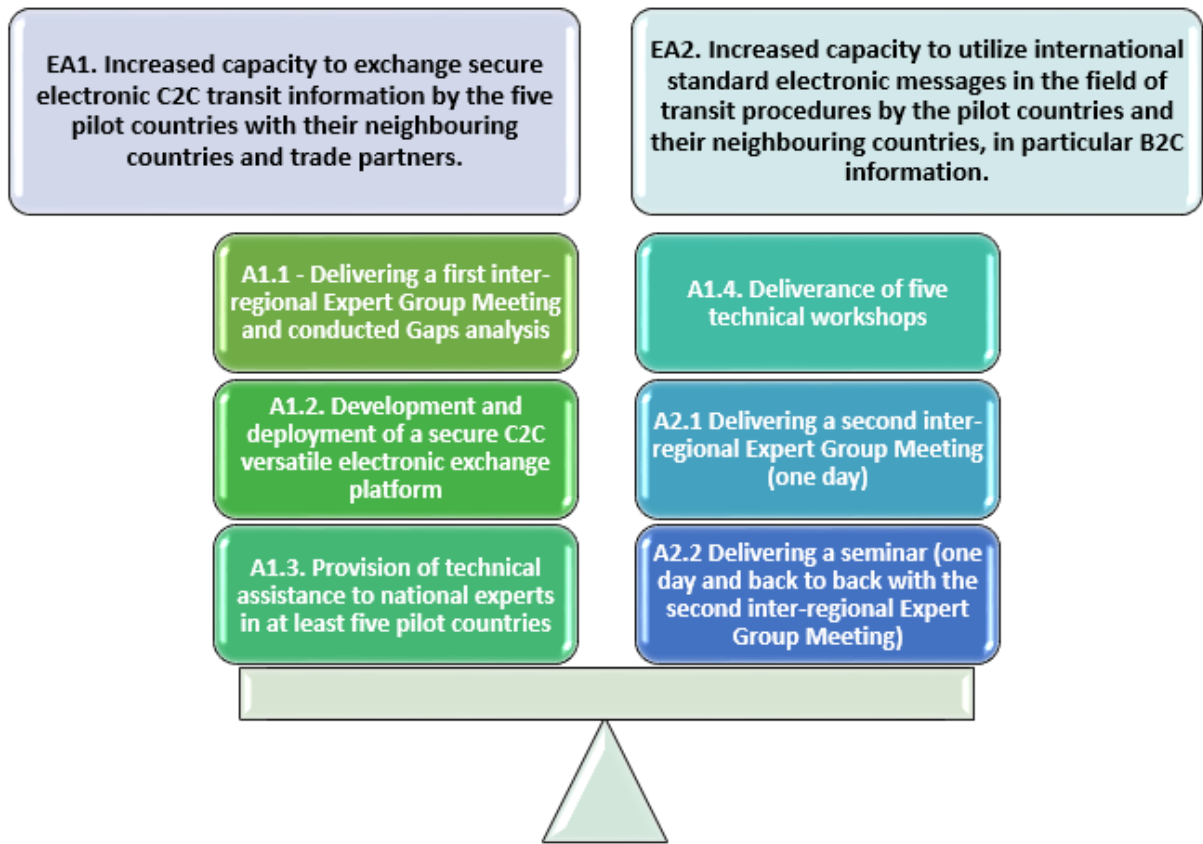 EA1. Increased capacity to exchange secure
electronic C2C transit information by the five
pilot countries with their neighbouring
countries and trade partners.
EA2. Increased capacity to utilize international
standard electronic messages in the field of
transit procedures by the pilot countries and
their neighbouring countries, in particular B2C
information.
A1.1 - Delivering a first inter-
regional Expert Group Meeting
and conducted Gaps analysis
A1.2. Development and
deployment of a secure C2C
versatile electronic exchange
platform
A1.3. Provision of technical
assistance to national experts
in at least five pilot countries
A1.4. Deliverance of five
technical workshops
A2.1 Delivering a second inter-
regional Expert Group Meeting
(one day)
A2.2 Delivering a seminar (one
day and back to back with the
second inter-regional Expert
Group Meeting)